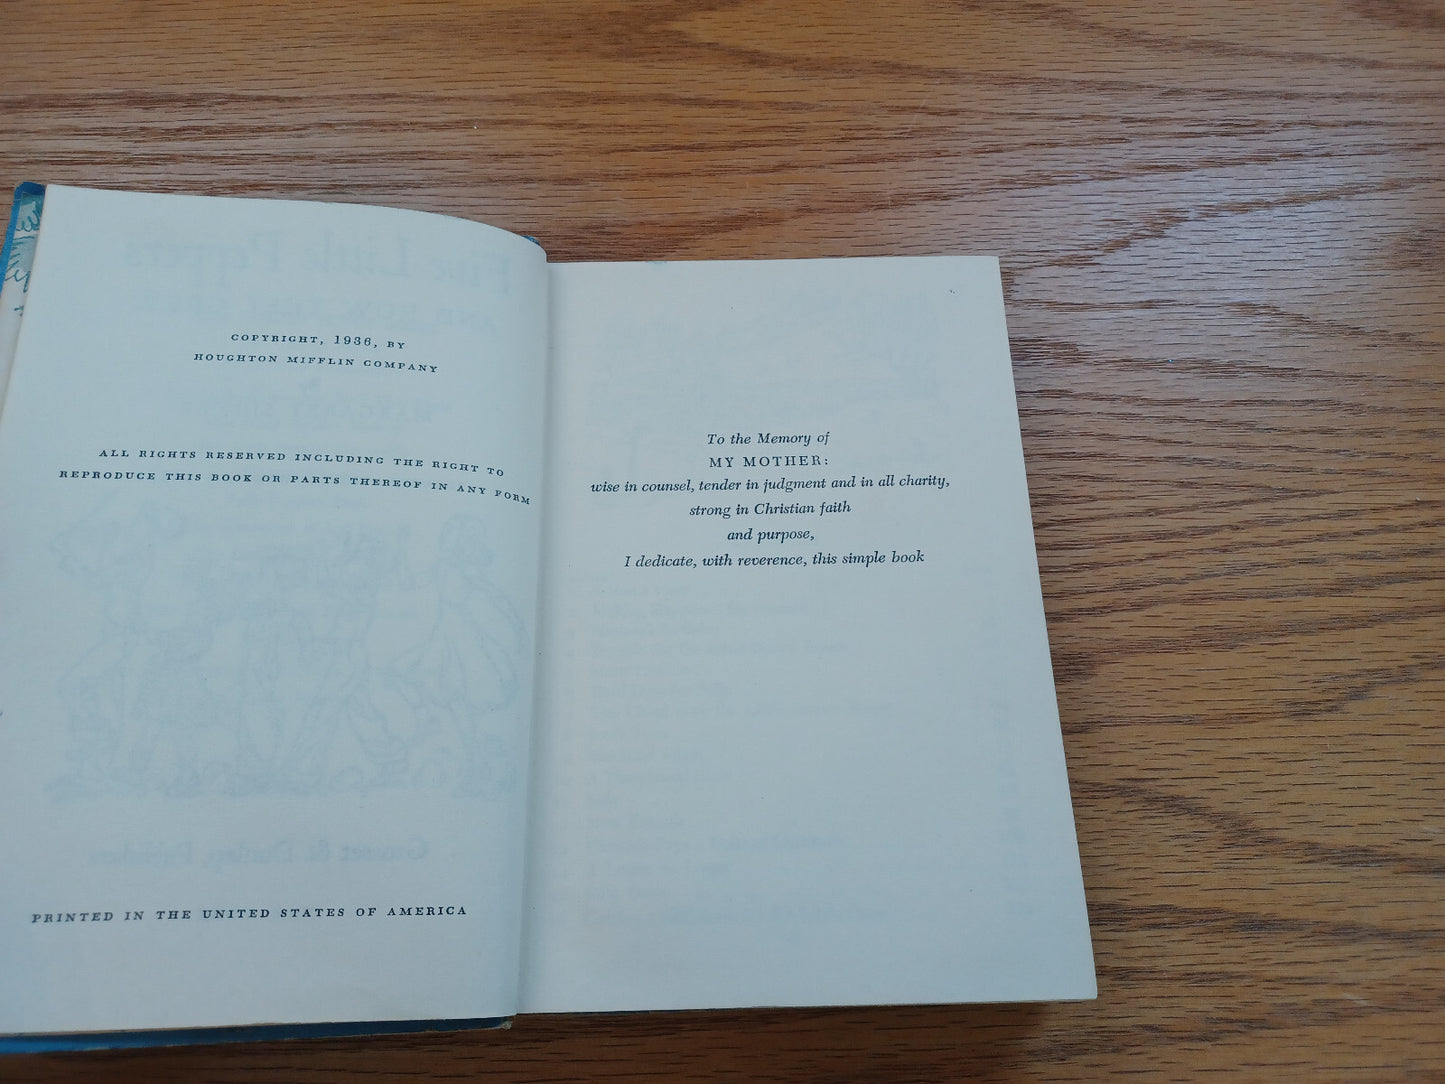 COPYRIGHT, 1936, BY
HOUGHTON MIFFLIN COMPANY
ALL RIGHTS RESERVED INCLUDING THE RIGHT TO
REPRODUCE THIS BOOK OR PARTS THEREOF IN ANY FORM
PRINTED IN THE UNITED STATES OF AMERICA
To the Memory of
MY MOTHER:
wise in counsel, tender in judgment and in all charity,
strong in Christian faith
and purpose,
I dedicate, with reverence, this simple book